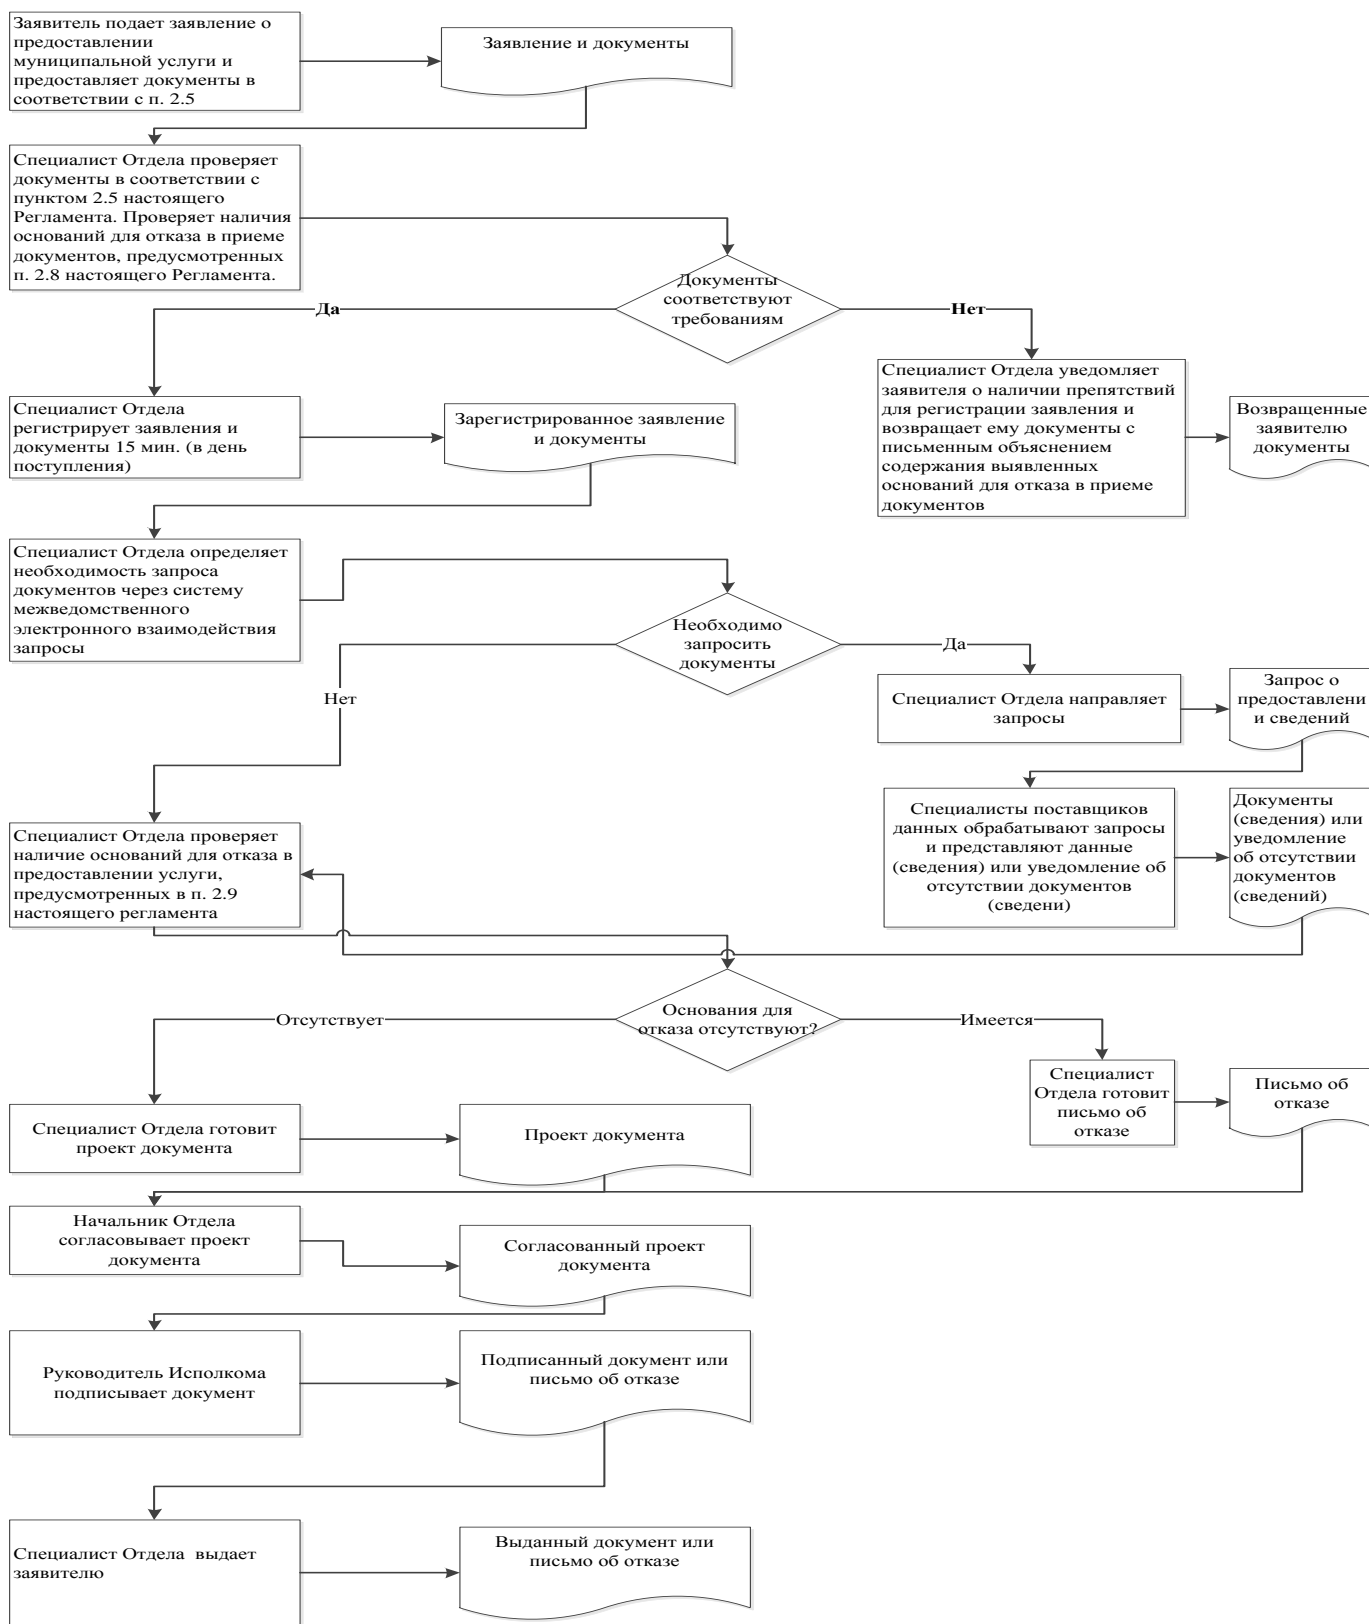 Заявитель подает заявление о
предоставлении
муниципальной услуги и
предоставляет документы в
соответствии с п. 2.5
Заявление и документы
Специалист Отдела проверяет
документы в соответствии с
пунктом 2.5 настоящего
Регламента. Проверяет наличия
оснований для отказа в приеме
документов, предусмотренных
п. 2.8 настоящего Регламента.
Документы
соответствуют
требованиям
Да
Нет
Специалист Отдела
регистрирует заявления и
документы 15 мин. (в день
поступления)
Зарегистрированное заявление
и документы
Специалист Отдела уведомляет
заявителя о наличии препятствий
для регистрации заявления и
возвращает ему документы с
письменным объяснением
содержания выявленных
оснований для отказа в приеме
документов
Возвращенные
заявителю
документы
Специалист Отдела определяет
необходимость запроса
документов через систему
межведомственного
электронного взаимодействия
запросы
Необходимо
запросить
документы
Да
Нет
Специалист Отдела направляет
запросы
Запрос о
предоставлени
и сведений
Специалисты поставщиков
данных обрабатывают запросы
и представляют данные
(сведения) или уведомление об
отсутствии документов
(сведени)
Документы
(сведения) или
уведомление
об отсутствии
документов
(сведений)
Специалист Отдела проверяет
наличие оснований для отказа в
предоставлении услуги,
предусмотренных в п. 2.9
настоящего регламента
Основания для
отказа отсутствуют?
Отсутствует
Имеется
Специалист
Отдела готовит
письмо об
отказе
Письмо об
отказе
Специалист Отдела готовит
проект документа
Проект документа
Начальник Отдела
согласовывает проект
документа
Согласованный проект
документа
Руководитель Исполкома
подписывает документ
Подписанный документ или
письмо об отказе
Специалист Отдела  выдает
заявителю
Выданный документ или
письмо об отказе